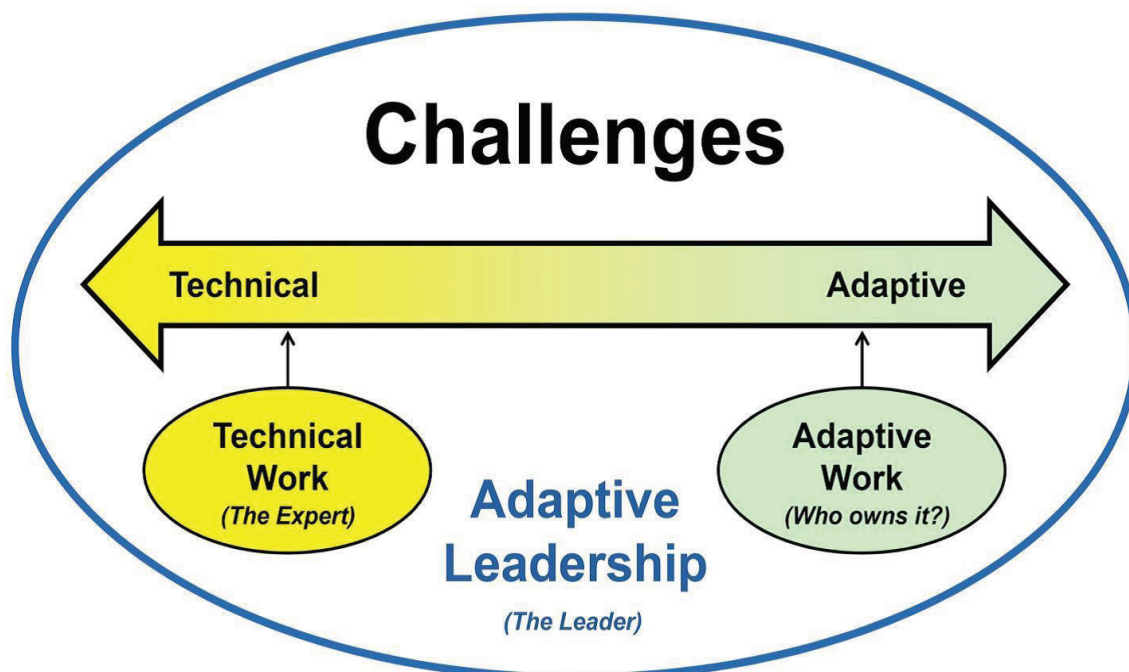 Challenges
Technical
Adaptive
Technical
Work
(The Expert)
Adaptive
Work
(Who owns it?)
Adaptive
Leadership
(The Leader)